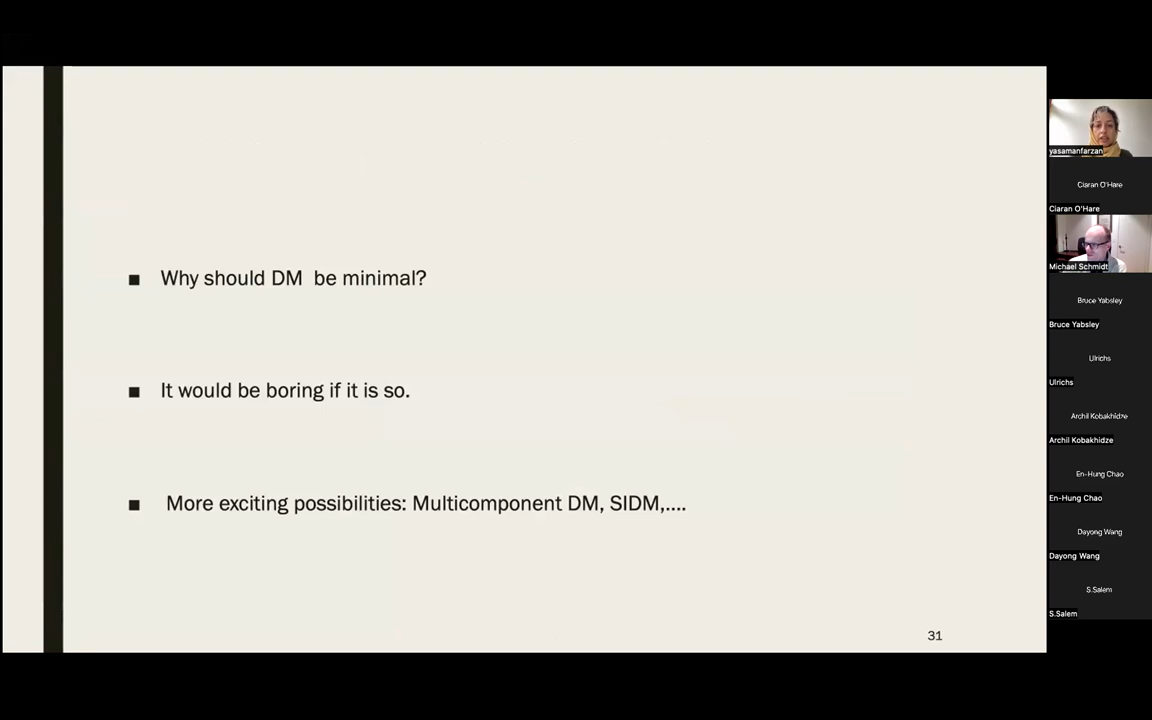 Why should DM  be minimal?
It would be boring if it is so.
More exciting possibilities: Multicomponent DM, SIDM,....
31
yasamanfarzan
Ciaran O'Hare
Ciaran O'Hare
Michael Schmidt
Bruce Yabsley
Bruce Yabsley
Ulrichs
Ulrichs
Archil Kobakhidze
Archil Kobakhidze
En-Hung Chao
En-Hung Chao
Dayong Wang
Dayong Wang
S.Salem
S.Salem